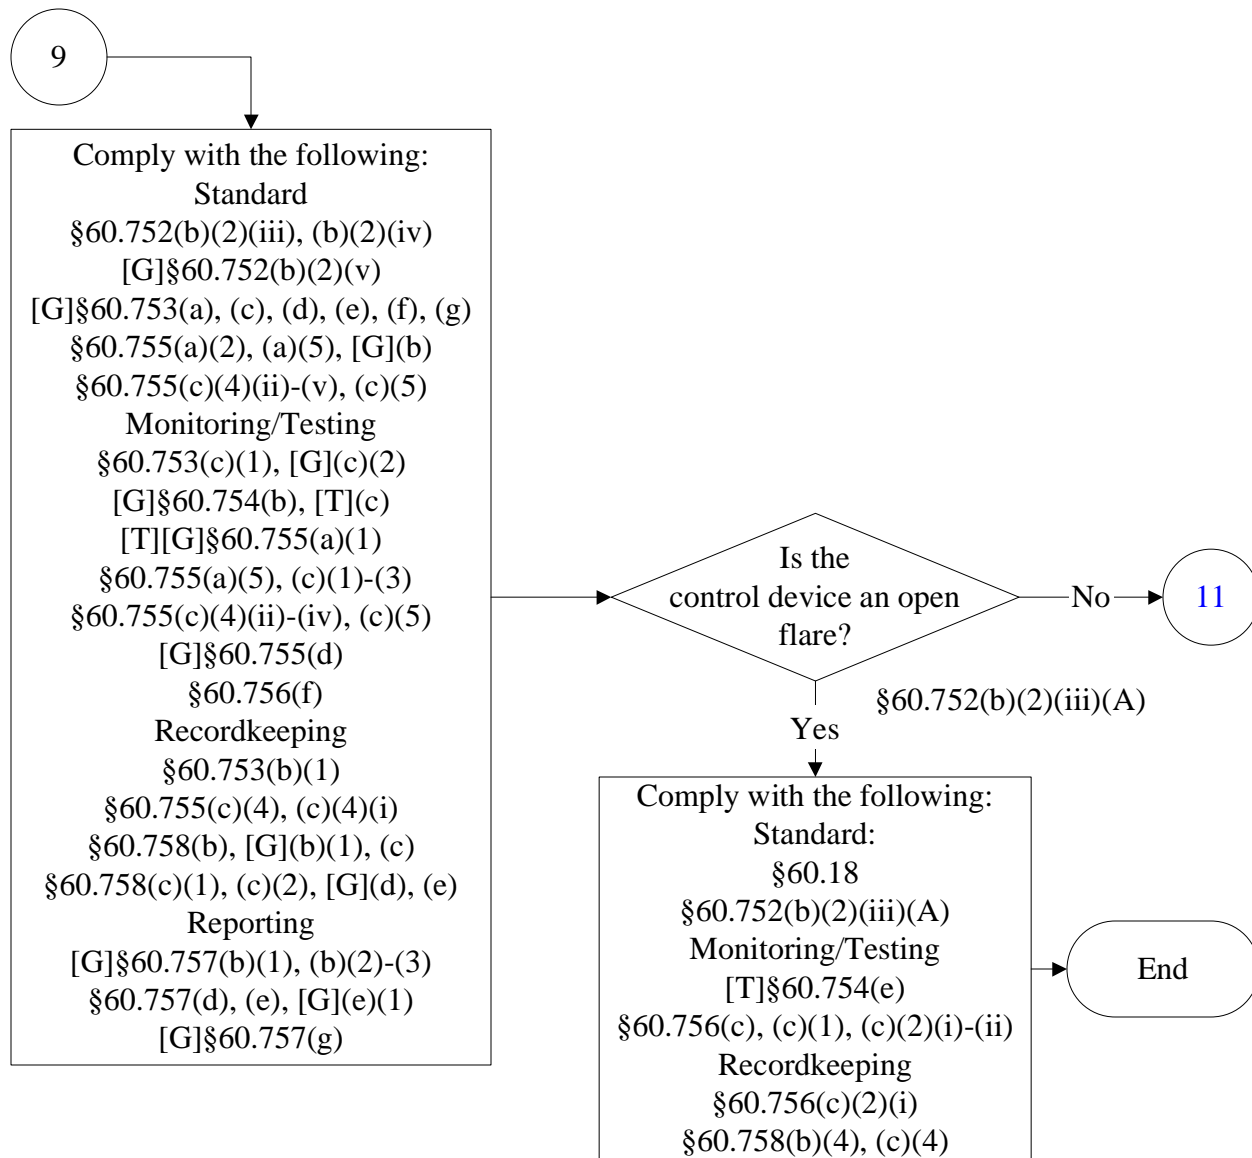 9
Comply with the following:
Standard
§60.752(b)(2)(iii), (b)(2)(iv)
[G]§60.752(b)(2)(v)
[G]§60.753(a), (c), (d), (e), (f), (g)
§60.755(a)(2), (a)(5), [G](b)
§60.755(c)(4)(ii)-(v), (c)(5)
Monitoring/Testing
§60.753(c)(1), [G](c)(2)
[G]§60.754(b), [T](c)
[T][G]§60.755(a)(1)
§60.755(a)(5), (c)(1)-(3)
§60.755(c)(4)(ii)-(iv), (c)(5)
[G]§60.755(d)
§60.756(f)
Recordkeeping
§60.753(b)(1)
§60.755(c)(4), (c)(4)(i)
§60.758(b), [G](b)(1), (c)
§60.758(c)(1), (c)(2), [G](d), (e)
Reporting
[G]§60.757(b)(1), (b)(2)-(3)
§60.757(d), (e), [G](e)(1)
[G]§60.757(g)
Is the
control device an open
flare?
No
11
§60.752(b)(2)(iii)(A)
Yes
Comply with the following:
Standard:
§60.18
§60.752(b)(2)(iii)(A)
Monitoring/Testing
[T]§60.754(e)
§60.756(c), (c)(1), (c)(2)(i)-(ii)
Recordkeeping
§60.756(c)(2)(i)
§60.758(b)(4), (c)(4)
End